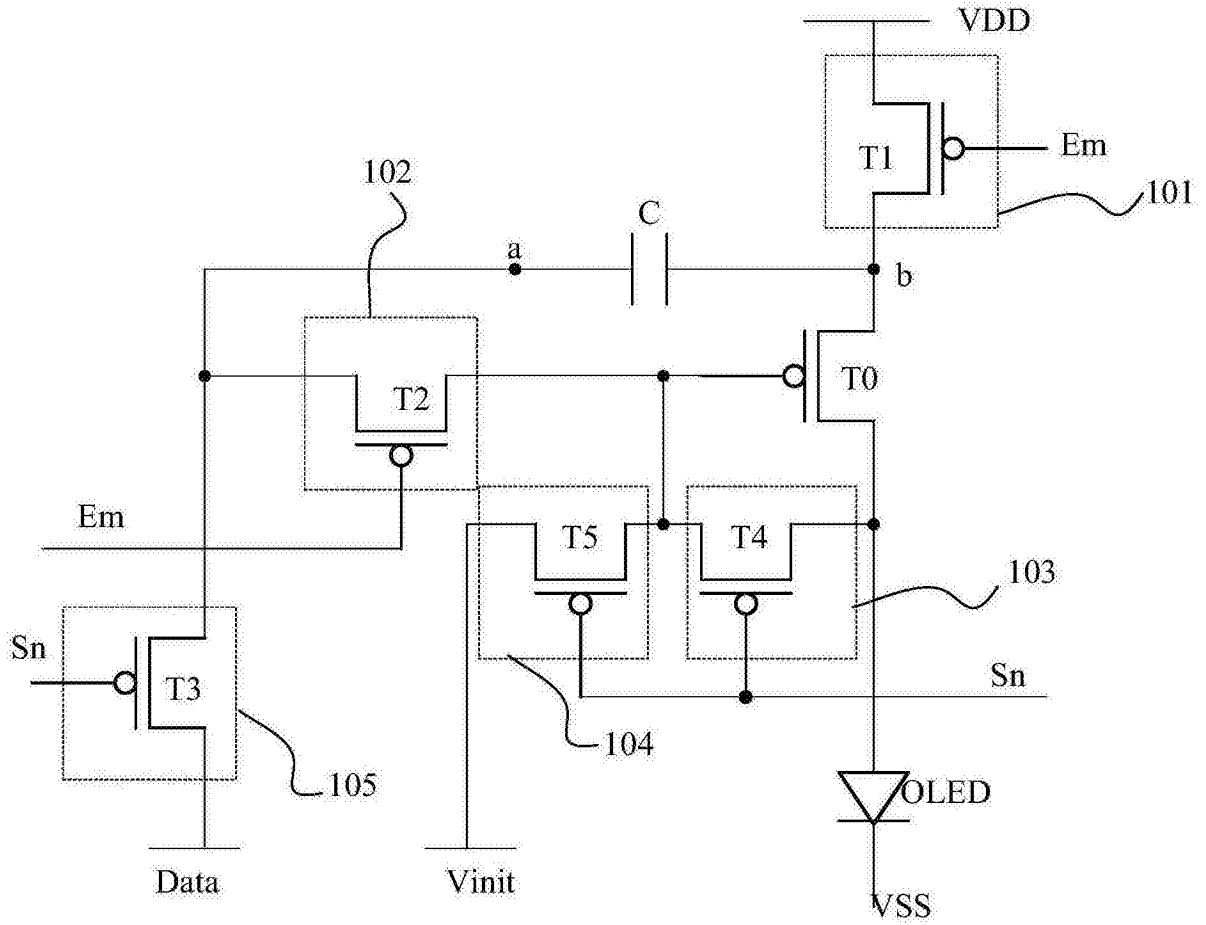 VDD
T1
Em
102
101
C
a
b
T2
T0
Em
T5
T4
103
Sn
T3
Sn
104
105
OLED
Data
Vinit
VSS